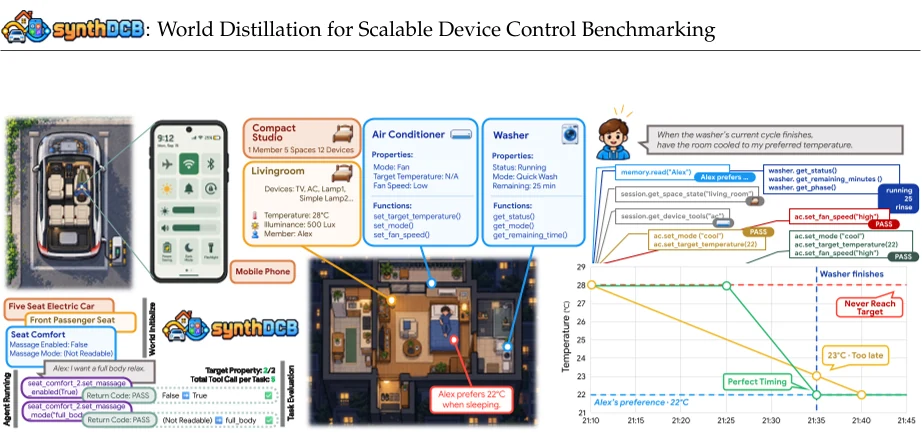 synthDCB: World Distillation for Scalable Device Control Benchmarking
9:12
Mobile Phone
Compact
Studio
1 Member 5 Spaces 12 Devices
Livingroom
Devices: TV, AC, Lamp1,
Simple Lamp2...
Temperature: 28°C
Illuminance: 500 Lux
Member: Alex
Air Conditioner
Properties:
Mode: Fan
Target Temperature: N/A
Fan Speed: Low
Functions:
set_target_temperature()
set_mode()
set_fan_speed()
Washer
Properties:
Status: Running
Mode: Quick Wash
Remaining: 25 min
Functions:
get_status()
get_mode()
get_remaining_time()
Alex prefers 22°C
when sleeping.
Five Seat Electric Car
Front Passenger Seat
Seat Comfort
Massage Enabled: False
Massage Mode: (Not Readable)
World Initialize
synthDCB
Agent Running
Alex: I want a full body relax.
seat_comfort_2.set_massage
_enabled(True)
Return Code: PASS
seat_comfort_2.set_massage
_mode("full_body
Return Code: PASS
Target Property: 2/2
Total Tool Call per Task: 5
False
True
(Not Readable)
full_body
Task Evaluation
When the washer's current cycle finishes,
have the room cooled to my preferred temperature.
memory.read("Alex")
Alex prefers ...
session.get_space_state("living_room")
session.get_device_tools("ac")
washer. get_status()
washer. get_remaining_minutes ()
washer. get_phase()
running
25
rinse
ac.set_fan_speed("high")
PASS
ac.set_mode ("cool")
ac.set_target_temperature(22)
PASS
ac.set_mode ("cool")
ac.set_target_temperature(22)
ac.set_fan_speed("high")
PASS
Temperature (°C)
29
28
27
26
25
24
23
22
21
Washer finishes
Never Reach
Target
23°C · Too late
Perfect Timing
Alex's preference · 22°C
21:10
21:15
21:20
21:25
21:30
21:35
21:40
21:45